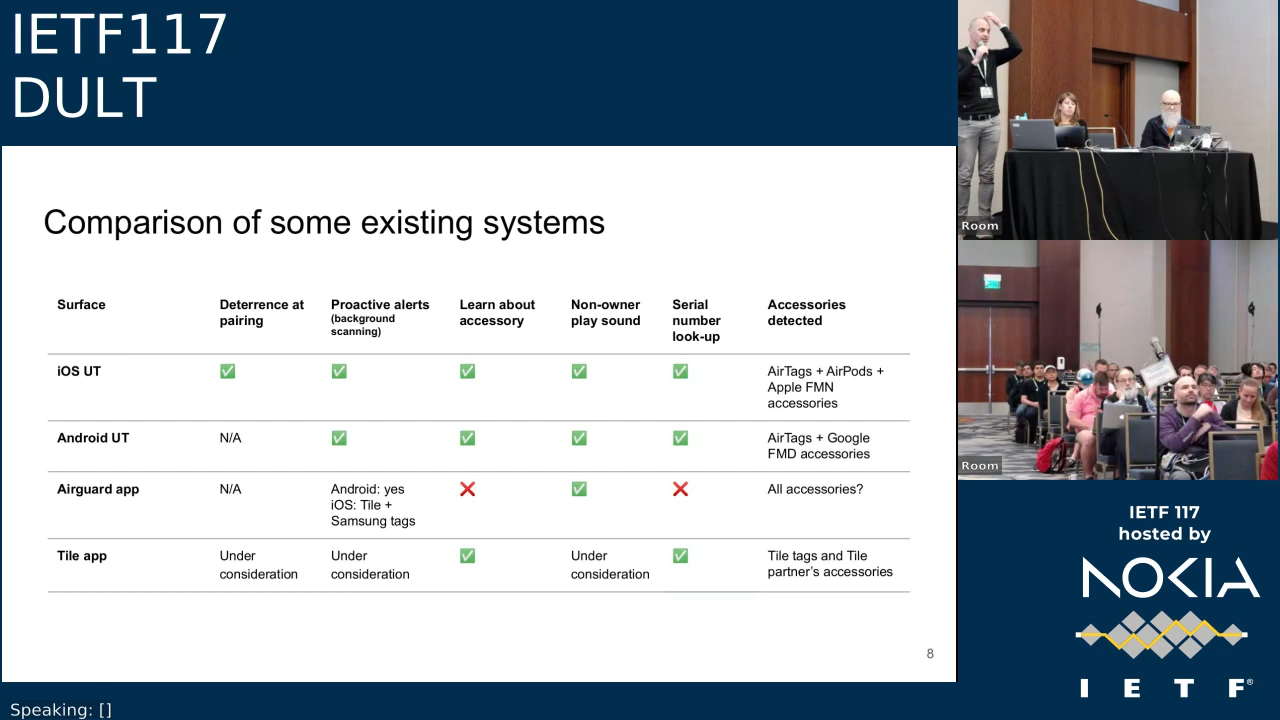 IETF117
DULT
Comparison of some existing systems
Surface
Deterrence at
pairing
Proactive alerts
(background
scanning)
Learn about
accessory
Non-owner
play sound
Serial
number
look-up
Accessories
detected
iOS UT
✅
✅
✅
✅
✅
AirTags + AirPods +
Apple FMN
accessories
Android UT
N/A
✅
✅
✅
✅
AirTags + Google
FMD accessories
Airguard app
N/A
Android: yes
iOS: Tile +
Samsung tags
❌
✅
❌
All accessories?
Tile app
Under
consideration
Under
consideration
✅
Under
consideration
✅
Tile tags and Tile
partner's accessories
8
Speaking: []
Room
Room
IETF 117
hosted by
NOKIA
I E T F®